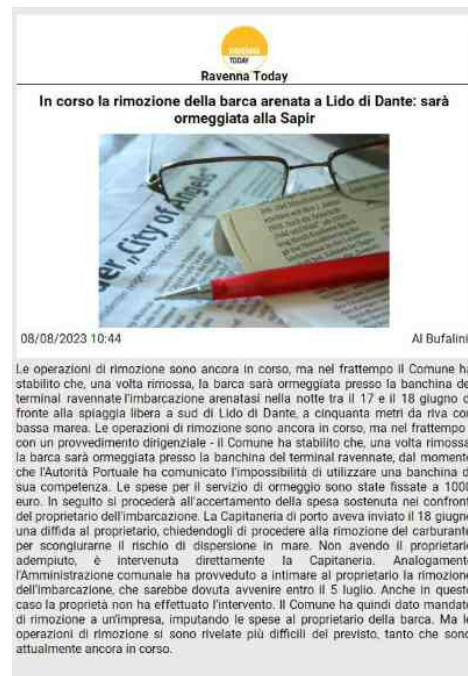 RAVENNA
TODAY
Ravenna Today
In corso la rimozione della barca arenata a Lido di Dante: sarà
ormeggiata alla Sapir
der „City of Angels"
08/08/2023 10:44 Al Bufalini
Le operazioni di rimozione sono ancora in corso, ma nel frattempo il Comune ha
stabilito che, una volta rimossa, la barca sarà ormeggiata presso la banchina de
terminal ravennate l'imbarcazione arenatasi nella notte tra il 17 e il 18 giugno d
fronte alla spiaggia libera a sud di Lido di Dante, a cinquanta metri da riva con
bassa marea. Le operazioni di rimozione sono ancora in corso, ma nel frattempo
con un provvedimento dirigenziale - il Comune ha stabilito che, una volta rimossa
la barca sarà ormeggiata presso la banchina del terminal ravennate, dal momento
che l'Autorità Portuale ha comunicato l'impossibilità di utilizzare una banchina d
sua competenza. Le spese per il servizio di ormeggio sono state fissate a 1000
euro. In seguito si procederà all'accertamento della spesa sostenuta nei confront
del proprietario dell'imbarcazione. La Capitaneria di porto aveva inviato il 18 giugno
una diffida al proprietario, chiedendogli di procedere alla rimozione del carburante
per scongiurarne il rischio di dispersione in mare. Non avendo il proprietario
adempiuto, è intervenuta direttamente la Capitaneria. Analogamente
l'Amministrazione comunale ha provveduto a intimare al proprietario la rimozione
dell'imbarcazione, che sarebbe dovuta avvenire entro il 5 luglio. Anche in questo
caso la proprietà non ha effettuato l'intervento. Il Comune ha quindi dato mandato
di rimozione a un'impresa, imputando le spese al proprietario della barca. Ma le
operazioni di rimozione si sono rivelate più difficili del previsto, tanto che sono
attualmente ancora in corso.